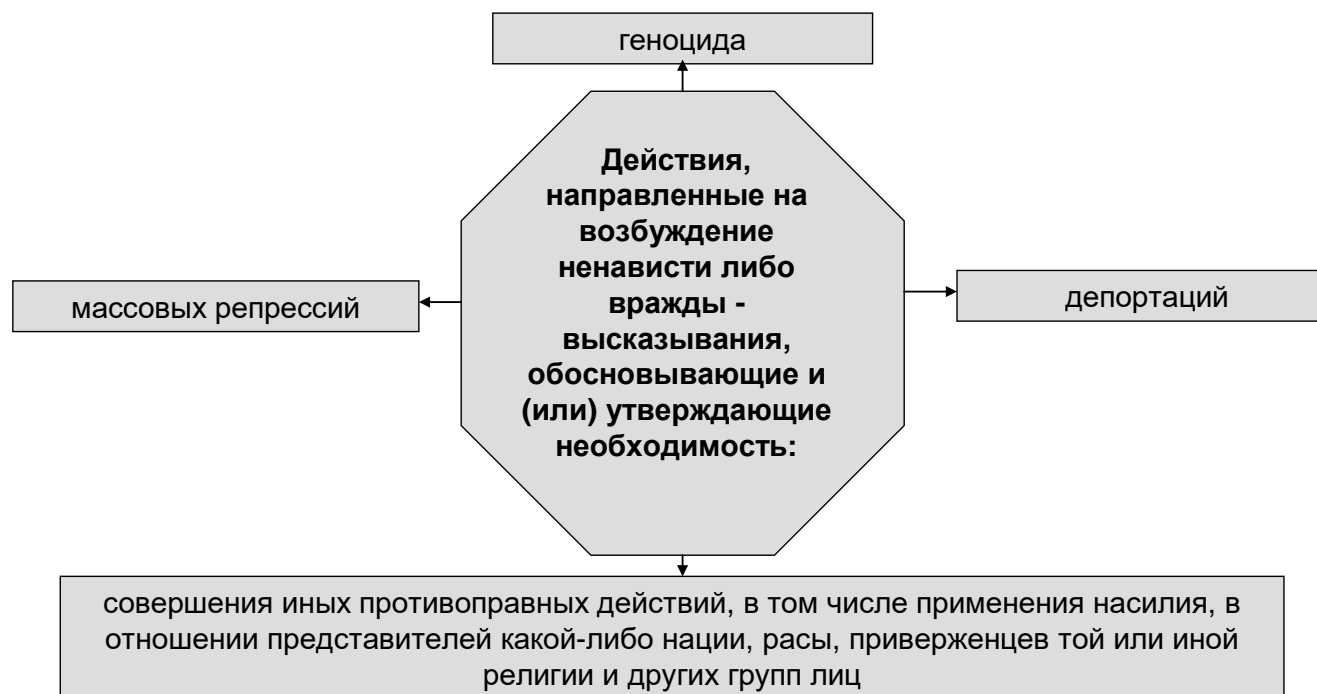 геноцида
Действия,
направленные на
возбуждение
ненависти либо
вражды -
высказывания,
обосновывающие и
(или) утверждающие
необходимость:
массовых репрессий
депортаций
совершения иных противоправных действий, в том числе применения насилия, в
отношении представителей какой-либо нации, расы, приверженцев той или иной
религии и других групп лиц